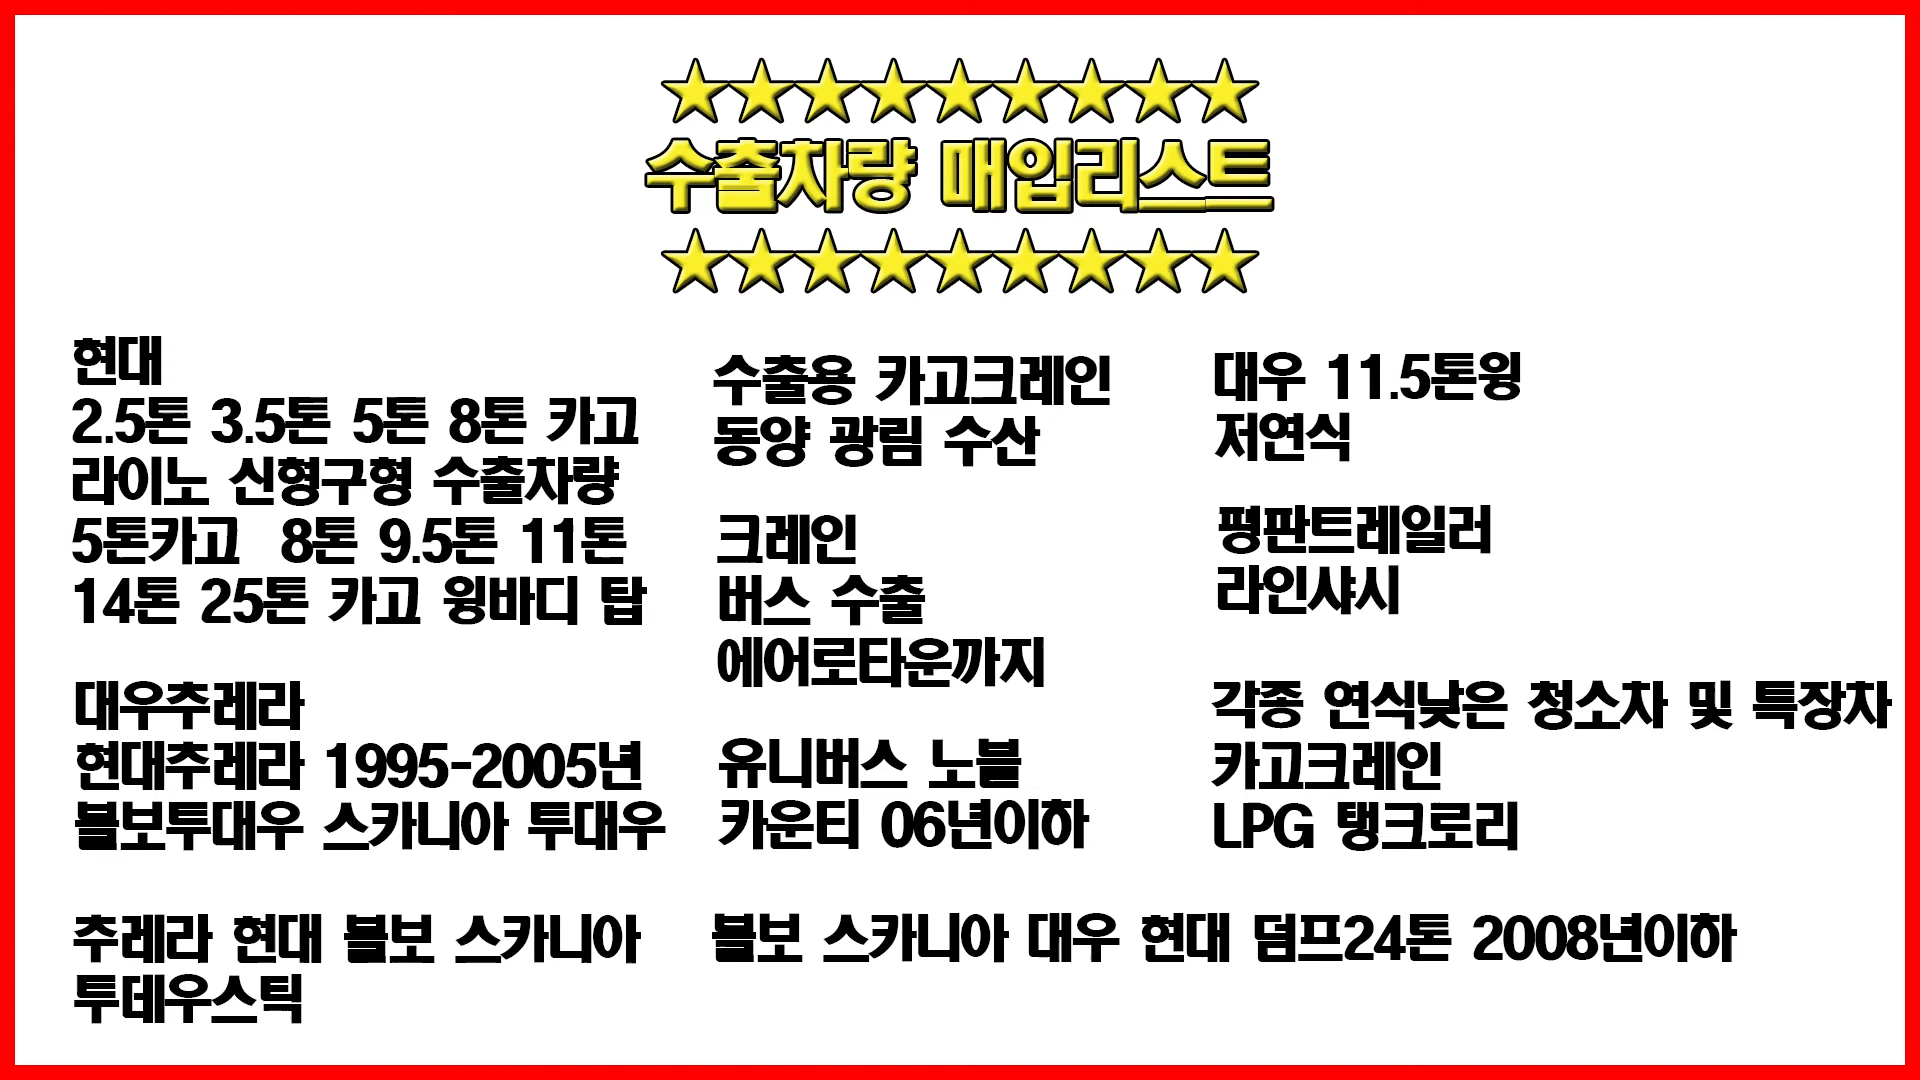 ★★★★★★★★★
수출차량 매입리스트
★★★★★★★★★
현대
2.5톤 3.5톤 5톤 8톤 카고
라이노 신형구형 수출차량
5톤카고 8톤 9.5톤 11톤
14톤 25톤 카고 윙바디 탑
대우추레라
현대추레라 1995-2005년
볼보투대우 스카니아 투대우
추레라 현대 볼보 스카니아
투데우스틱
수출용 카고크레인
동양 광림 수산
크레인
버스 수출
에어로타운까지
유니버스 노블
카운티 06년이하
볼보 스카니아 대우 현대 덤프24톤 2008년이하
대우 11.5톤윙
저연식
평판트레일러
라인샤시
각종 연식낮은 청소차 및 특장차
카고크레인
LPG 탱크로리